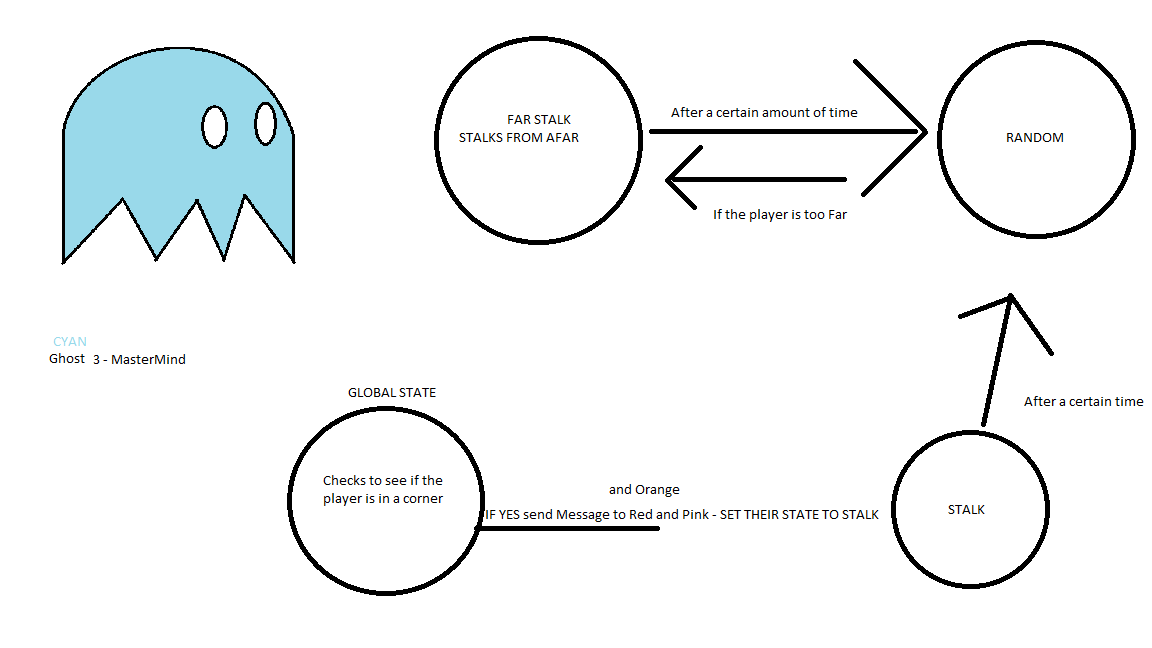 FAR STALK
STALKS FROM AFAR
After a certain amount of time
RANDOM
If the player is too Far
CYAN
Ghost 3 - MasterMind
GLOBAL STATE
Checks to see if the
player is in a corner
and Orange
IF YES send Message to Red and Pink - SET THEIR STATE TO STALK
STALK
After a certain time